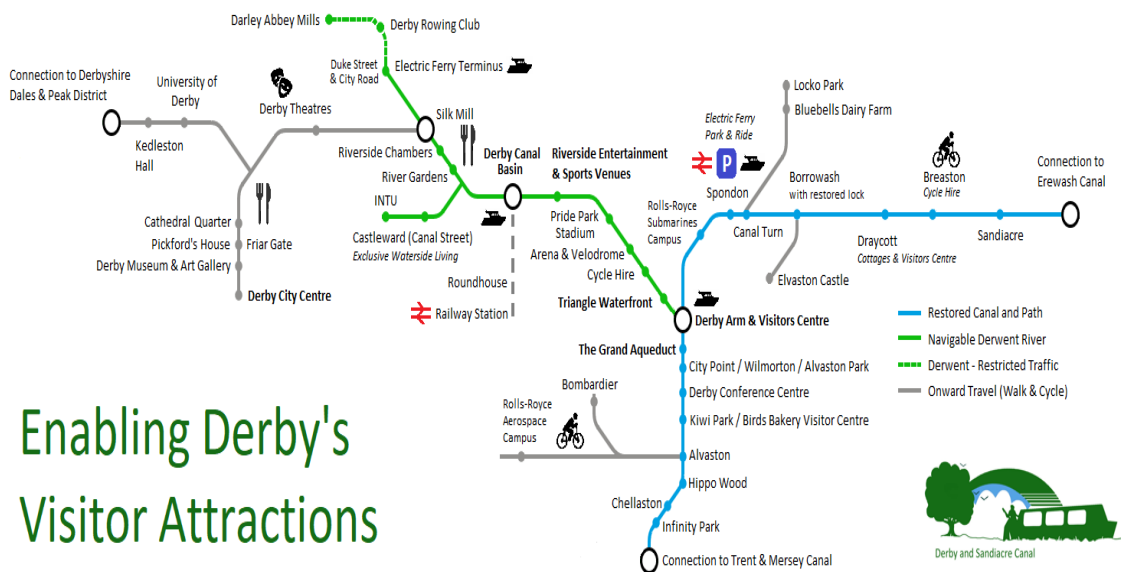 Darley Abbey Mills
Derby Rowing Club
Duke Street
& City Road
Electric Ferry Terminus
Connection to Derbyshire
Dales & Peak District
University of
Derby
Derby Theatres
Kedleston
Hall
Silk Mill
Riverside Chambers
River Gardens
Derby Canal
Basin
Riverside Entertainment
& Sports Venues
INTU
Castleward (Canal Street)
Exclusive Waterside Living
Cathedral Quarter
Pickford's House
Friar Gate
Derby Museum & Art Gallery
Derby City Centre
Roundhouse
Railway Station
Pride Park
Stadium
Arena & Velodrome
Cycle Hire
Triangle Waterfront
Derby Arm & Visitors Centre
Rolls-Royce
Submarines
Campus
Electric Ferry
Park & Ride
P
Spondon
Canal Turn
Locko Park
Bluebells Dairy Farm
Borrowash
with restored lock
Elvaston Castle
Draycott
Cottages & Visitors Centre
Breaston
Cycle Hire
Sandiacre
Connection to
Erewash Canal
The Grand Aqueduct
City Point / Wilmorton / Alvaston Park
Derby Conference Centre
Kiwi Park / Birds Bakery Visitor Centre
Bombardier
Rolls-Royce
Aerospace
Campus
Alvaston
Hippo Wood
Chellaston
Infinity Park
Connection to Trent & Mersey Canal
Restored Canal and Path
Navigable Derwent River
Derwent - Restricted Traffic
Onward Travel (Walk & Cycle)
Enabling Derby's
Visitor Attractions
Derby and Sandiacre Canal